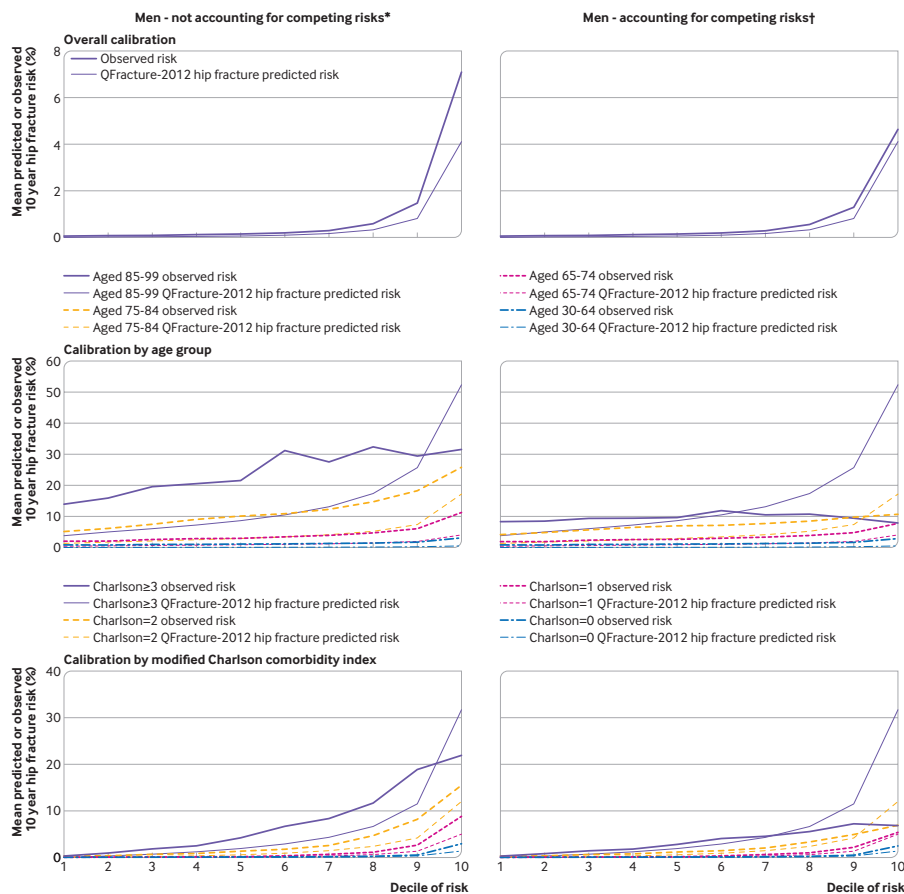 Men - not accounting for competing risks*
Men - accounting for competing risks†
Overall calibration
Mean predicted or observed
10 year hip fracture risk (%)
8
6
4
2
0
Observed risk
QFracture-2012 hip fracture predicted risk
Aged 85-99 observed risk
Aged 85-99 QFracture-2012 hip fracture predicted risk
Aged 75-84 observed risk
Aged 75-84 QFracture-2012 hip fracture predicted risk
Aged 65-74 observed risk
Aged 65-74 QFracture-2012 hip fracture predicted risk
Aged 30-64 observed risk
Aged 30-64 QFracture-2012 hip fracture predicted risk
Calibration by age group
Mean predicted or observed
10 year hip fracture risk (%)
60
50
40
30
20
10
0
Charlson≥3 observed risk
Charlson≥3 QFracture-2012 hip fracture predicted risk
Charlson=2 observed risk
Charlson=2 QFracture-2012 hip fracture predicted risk
Charlson=1 observed risk
Charlson=1 QFracture-2012 hip fracture predicted risk
Charlson=0 observed risk
Charlson=0 QFracture-2012 hip fracture predicted risk
Calibration by modified Charlson comorbidity index
Mean predicted or observed
10 year hip fracture risk (%)
40
30
20
10
0
1 2 3 4 5 6 7 8 9 10
Decile of risk
1 2 3 4 5 6 7 8 9 10
Decile of risk